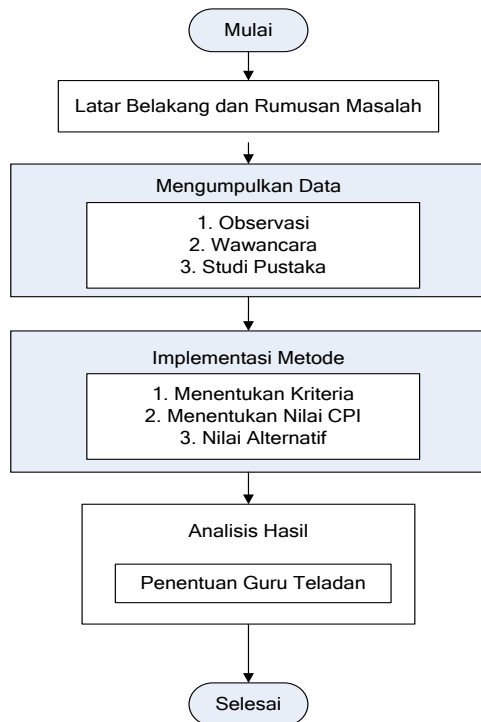 Mulai
Latar Belakang dan Rumusan Masalah
Mengumpulkan Data
1. Observasi
2. Wawancara
3. Studi Pustaka
Implementasi Metode
1. Menentukan Kriteria
2. Menentukan Nilai CPI
3. Nilai Alternatif
Analisis Hasil
Penentuan Guru Teladan
Selesai